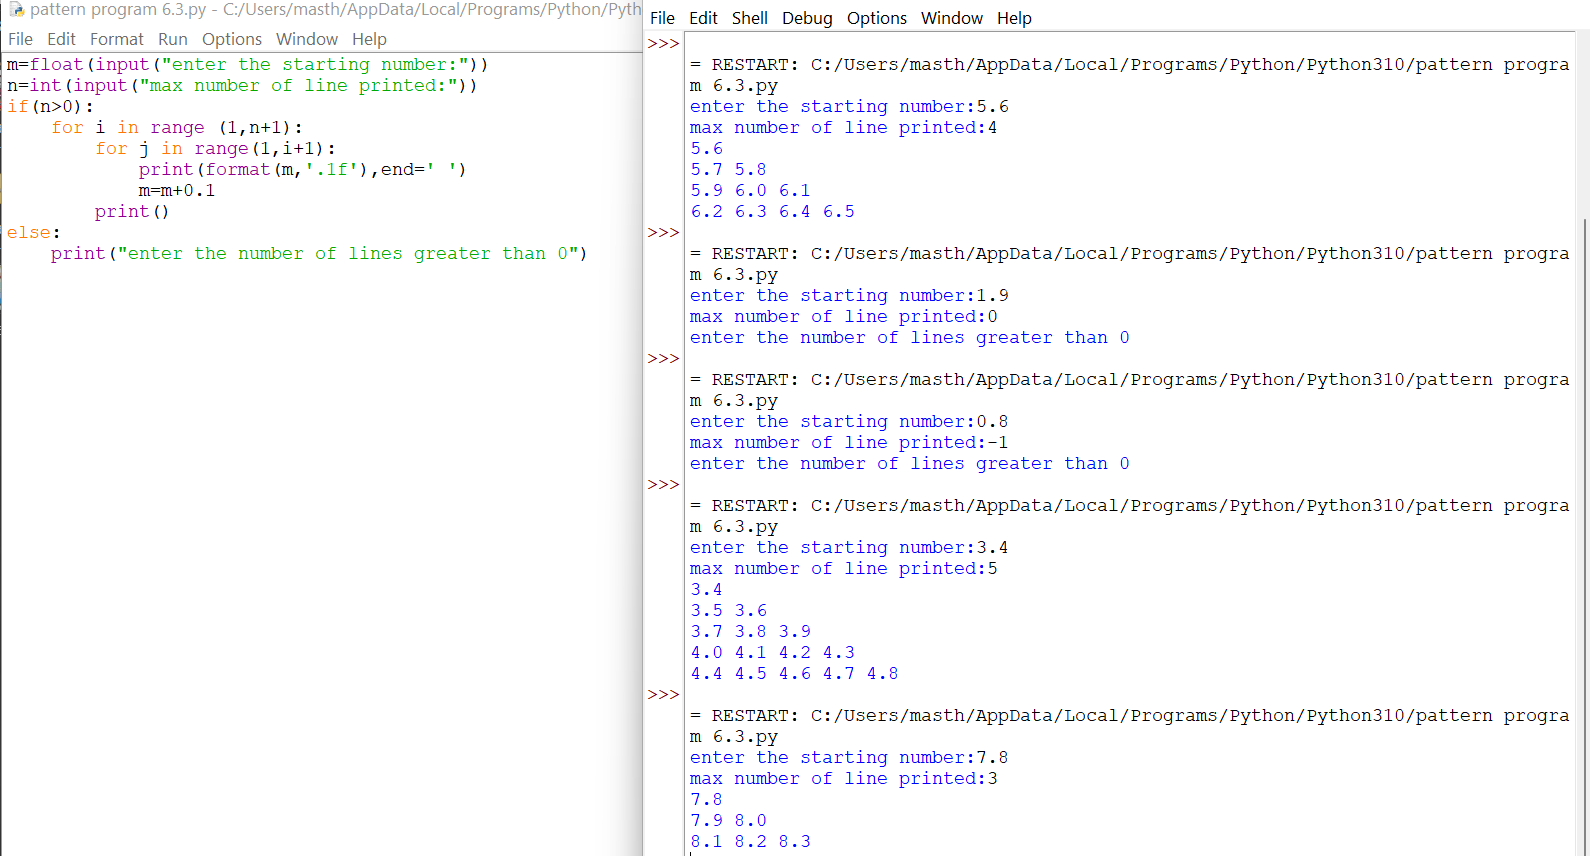 pattern program 6.3.py - C:/Users/masth/AppData/Local/Programs/Python/Pyth
File Edit Format Run Options Window Help
m=float(input("enter the starting number:"))
n=int(input("max number of line printed:"))
if(n>0):
    for i in range (1,n+1):
        for j in range(1,i+1):
            print(format(m,'.1f'),end=' ')
            m=m+0.1
        print()
else:
    print("enter the number of lines greater than 0")
File Edit Shell Debug Options Window Help
>>>
= RESTART: C:/Users/masth/AppData/Local/Programs/Python/Python310/pattern progra
m 6.3.py
enter the starting number:5.6
max number of line printed:4
5.6
5.7 5.8
5.9 6.0 6.1
6.2 6.3 6.4 6.5
>>>
= RESTART: C:/Users/masth/AppData/Local/Programs/Python/Python310/pattern progra
m 6.3.py
enter the starting number:1.9
max number of line printed:0
enter the number of lines greater than 0
>>>
= RESTART: C:/Users/masth/AppData/Local/Programs/Python/Python310/pattern progra
m 6.3.py
enter the starting number:0.8
max number of line printed:-1
enter the number of lines greater than 0
>>>
= RESTART: C:/Users/masth/AppData/Local/Programs/Python/Python310/pattern progra
m 6.3.py
enter the starting number:3.4
max number of line printed:5
3.4
3.5 3.6
3.7 3.8 3.9
4.0 4.1 4.2 4.3
4.4 4.5 4.6 4.7 4.8
>>>
= RESTART: C:/Users/masth/AppData/Local/Programs/Python/Python310/pattern progra
m 6.3.py
enter the starting number:7.8
max number of line printed:3
7.8
7.9 8.0
8.1 8.2 8.3